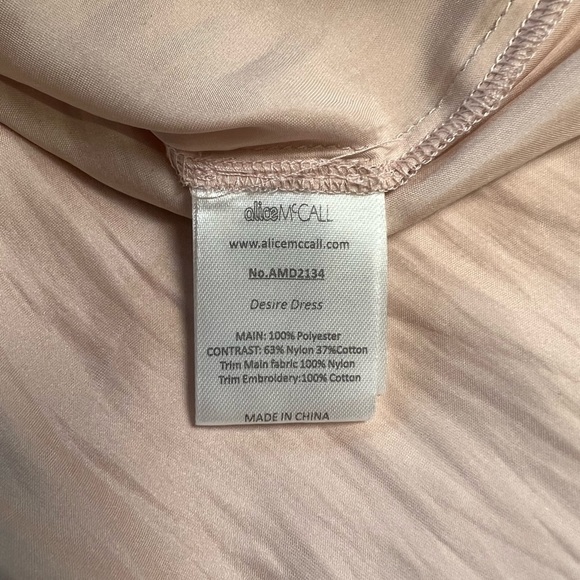 aliceMcCALL
www.alicemccall.com
No.AMD2134
Desire Dress
MAIN: 100% Polyester
CONTRAST: 63% Nylon 37%Cotton
Trim Main fabric 100% Nylon
Trim Embroidery:100% Cotton
MADE IN CHINA